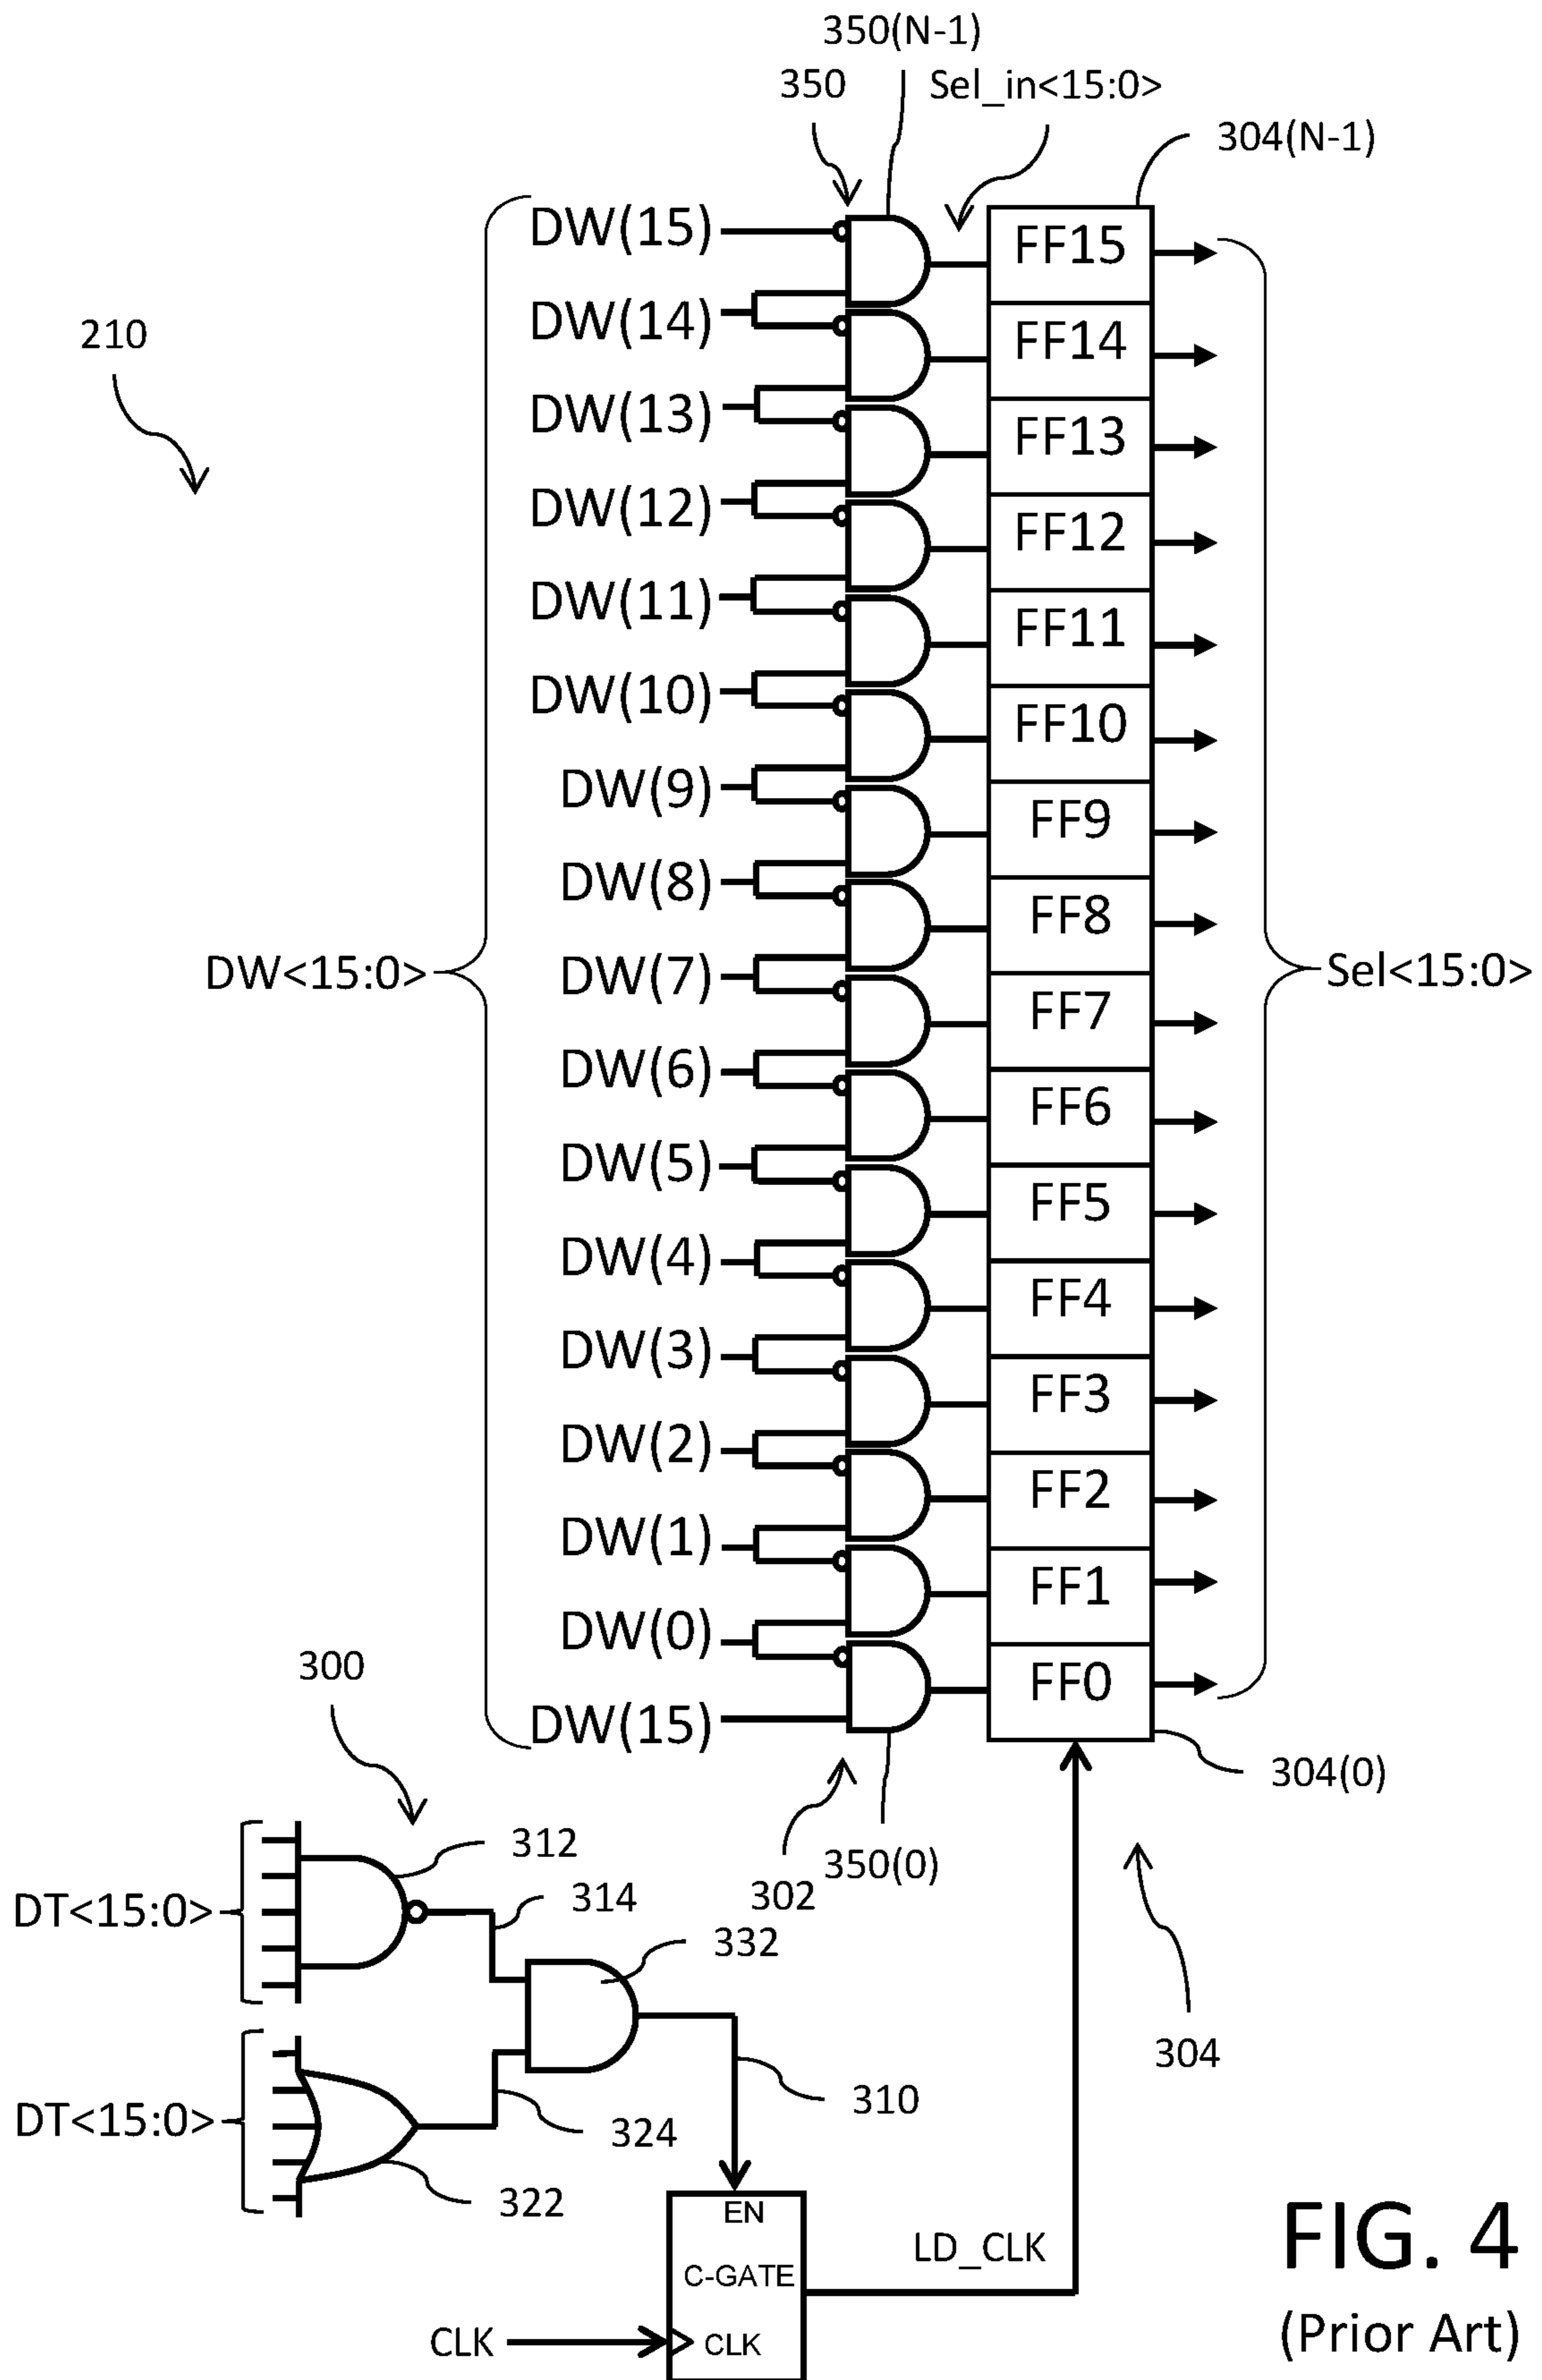 350(N-1)
350
Sel_in<15:0>
304(N-1)
210
DW(15)
FF15
DW(14)
FF14
DW(13)
FF13
DW(12)
FF12
DW(11)
FF11
DW(10)
FF10
DW(9)
FF9
DW(8)
FF8
DW<15:0>
DW(7)
FF7
Sel<15:0>
DW(6)
FF6
DW(5)
FF5
DW(4)
FF4
DW(3)
FF3
DW(2)
FF2
DW(1)
FF1
DW(0)
FF0
DW(15)
300
304(0)
312
350(0)
302
314
DT<15:0>
332
304
310
DT<15:0>
324
322
EN
C-GATE
CLK
LD_CLK
CLK
FIG. 4
(Prior Art)